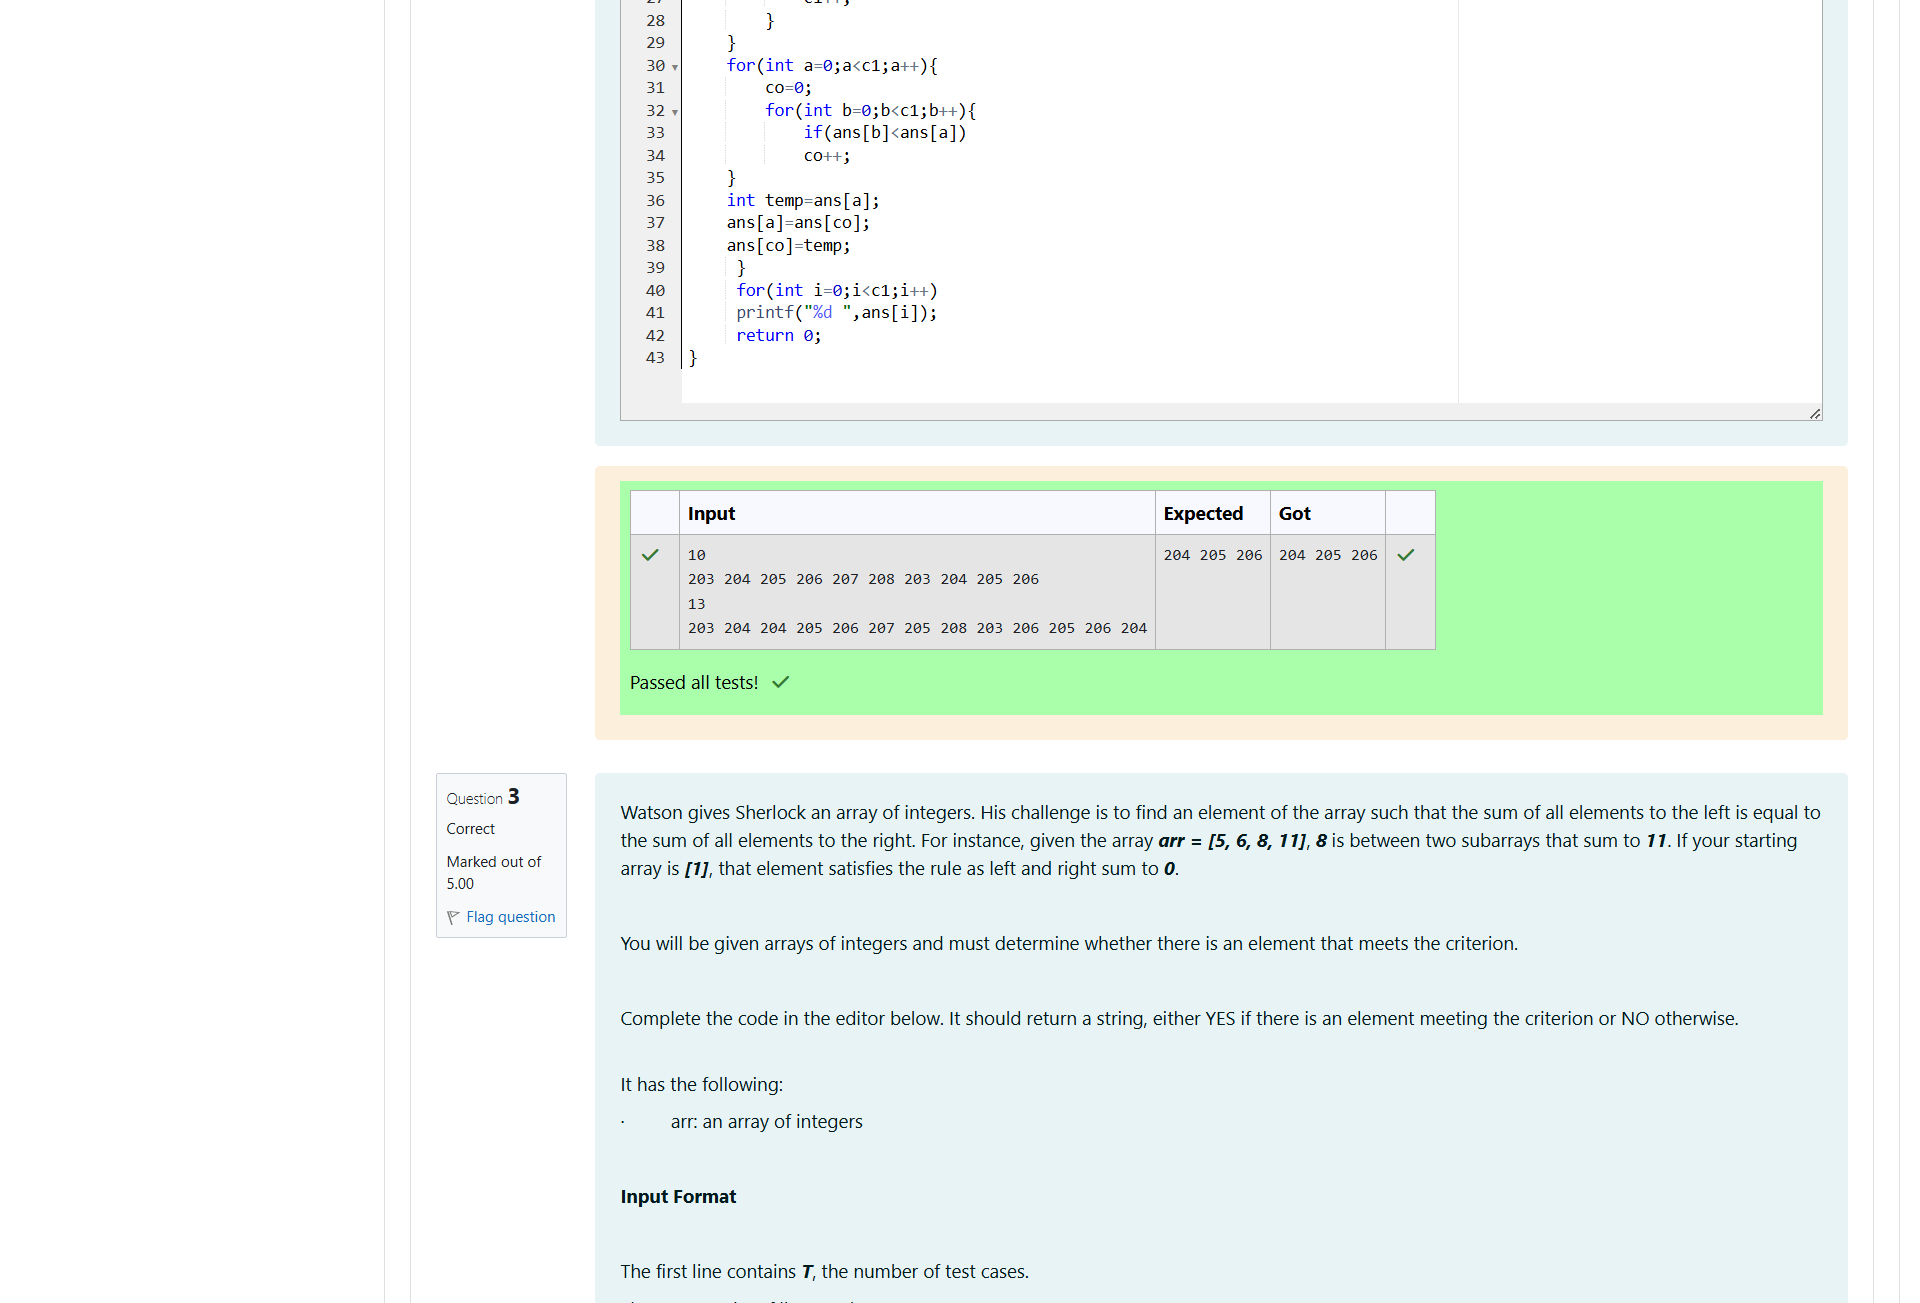 28 }
29 }
30 for(int a=0;a<c1;a++){
31 co=0;
32 for(int b=0;b<c1;b++){
33 if(ans[b]<ans[a])
34 co++;
35 }
36 int temp=ans[a];
37 ans[a]=ans[co];
38 ans[co]=temp;
39 }
40 for(int i=0;i<c1;i++)
41 printf("%d ",ans[i]);
42 return 0;
43 }
Input Expected Got
10 204 205 206 204 205 206
203 204 205 206 207 208 203 204 205 206
13
203 204 204 205 206 207 205 208 203 206 205 206 204
Passed all tests!
Question 3
Correct
Marked out of
5.00
Flag question
Watson gives Sherlock an array of integers. His challenge is to find an element of the array such that the sum of all elements to the left is equal to
the sum of all elements to the right. For instance, given the array arr = [5, 6, 8, 11], 8 is between two subarrays that sum to 11. If your starting
array is [1], that element satisfies the rule as left and right sum to 0.
You will be given arrays of integers and must determine whether there is an element that meets the criterion.
Complete the code in the editor below. It should return a string, either YES if there is an element meeting the criterion or NO otherwise.
It has the following:
· arr: an array of integers
Input Format
The first line contains T, the number of test cases.